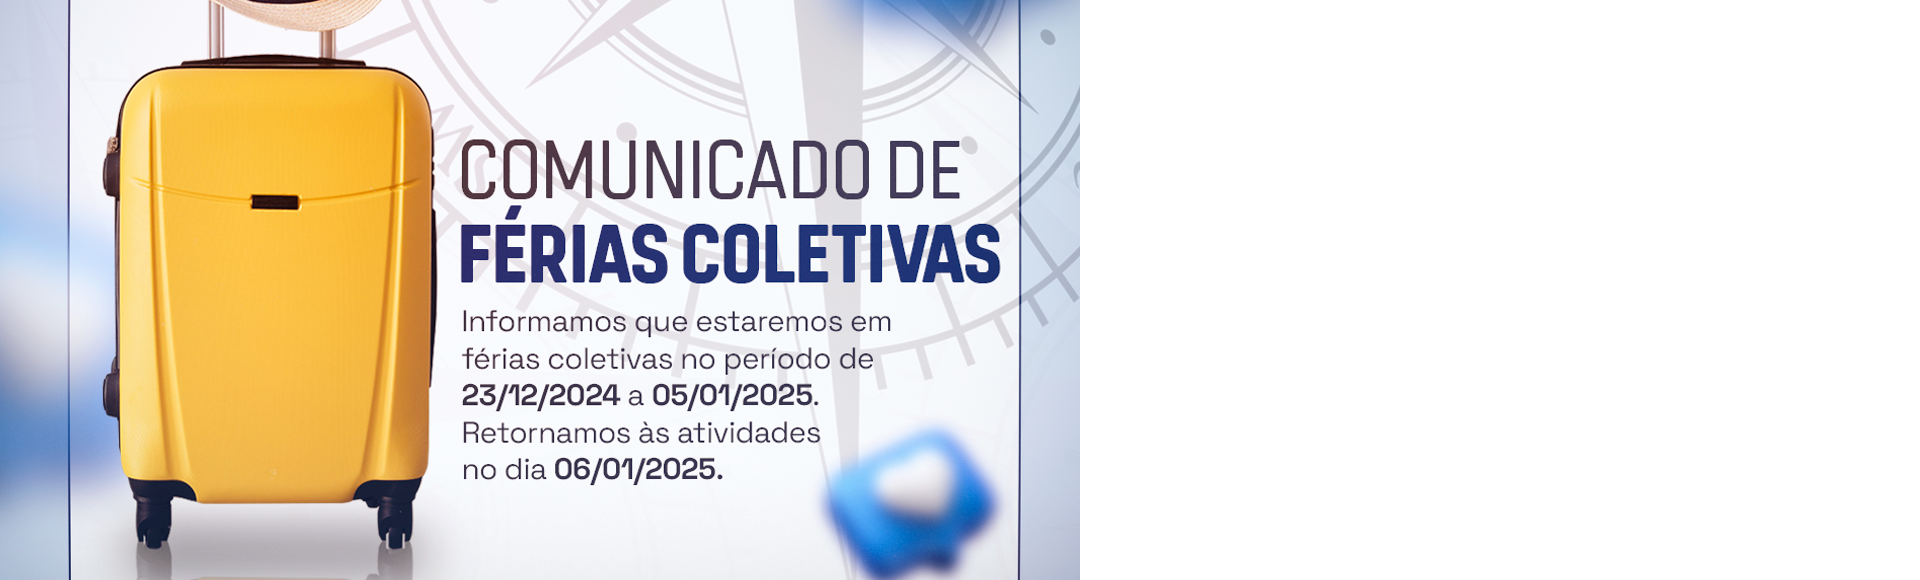 COMUNICADO DE
FÉRIAS COLETIVAS
Informamos que estaremos em
férias coletivas no período de
23/12/2024 a 05/01/2025.
Retornamos às atividades
no dia 06/01/2025.